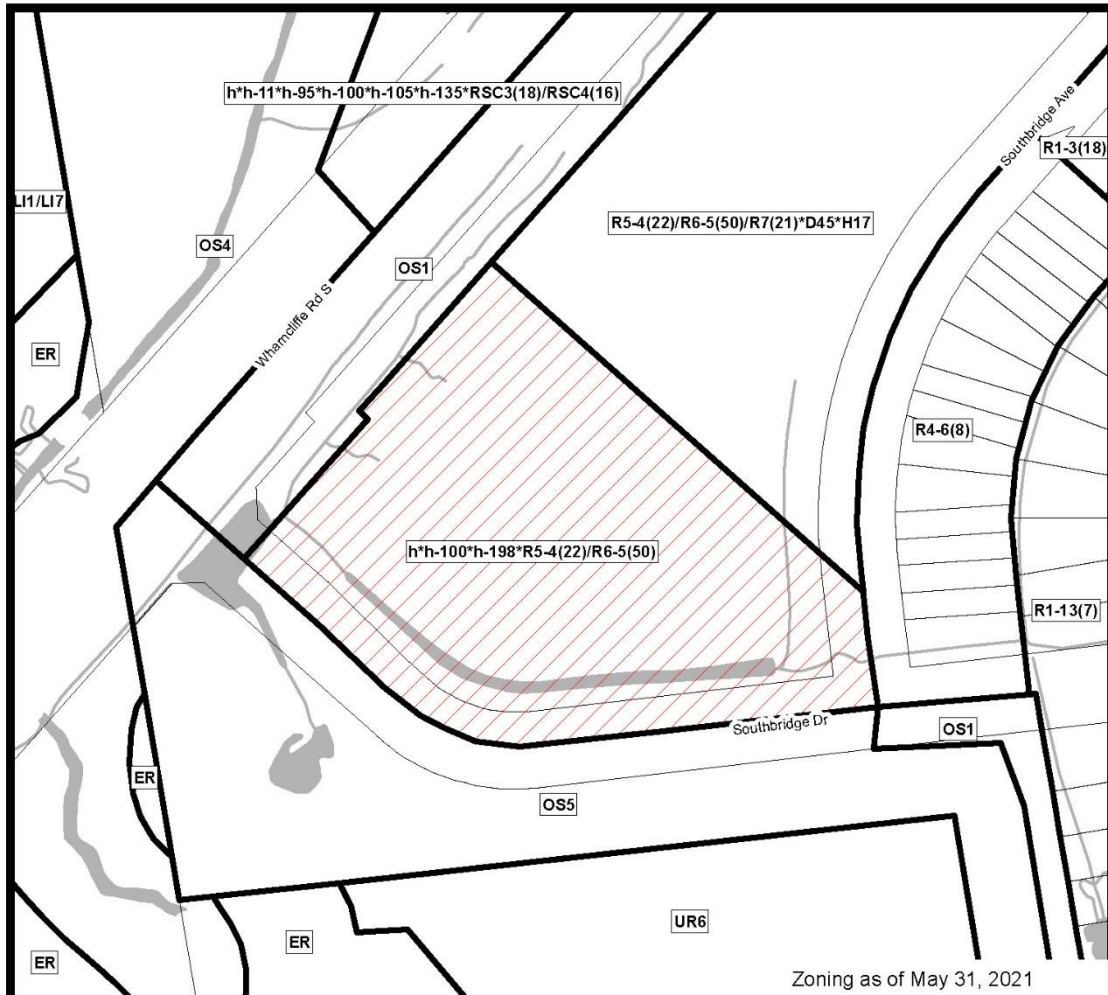 h*h-11*h-95*h-100*h-105*h-135*RSC3(18)/RSC4(16)
Southbridge Ave
R1-3(18)
LI1/LI7
R5-4(22)/R6-5(50)/R7(21)*D45*H17
OS4
OS1
Wharncliffe Rd S
ER
R4-6(8)
h*h-100*h-198*R5-4(22)/R6-5(50)
R1-13(7)
Southbridge Dr
OS1
ER
OS5
UR6
ER
ER
Zoning as of May 31, 2021